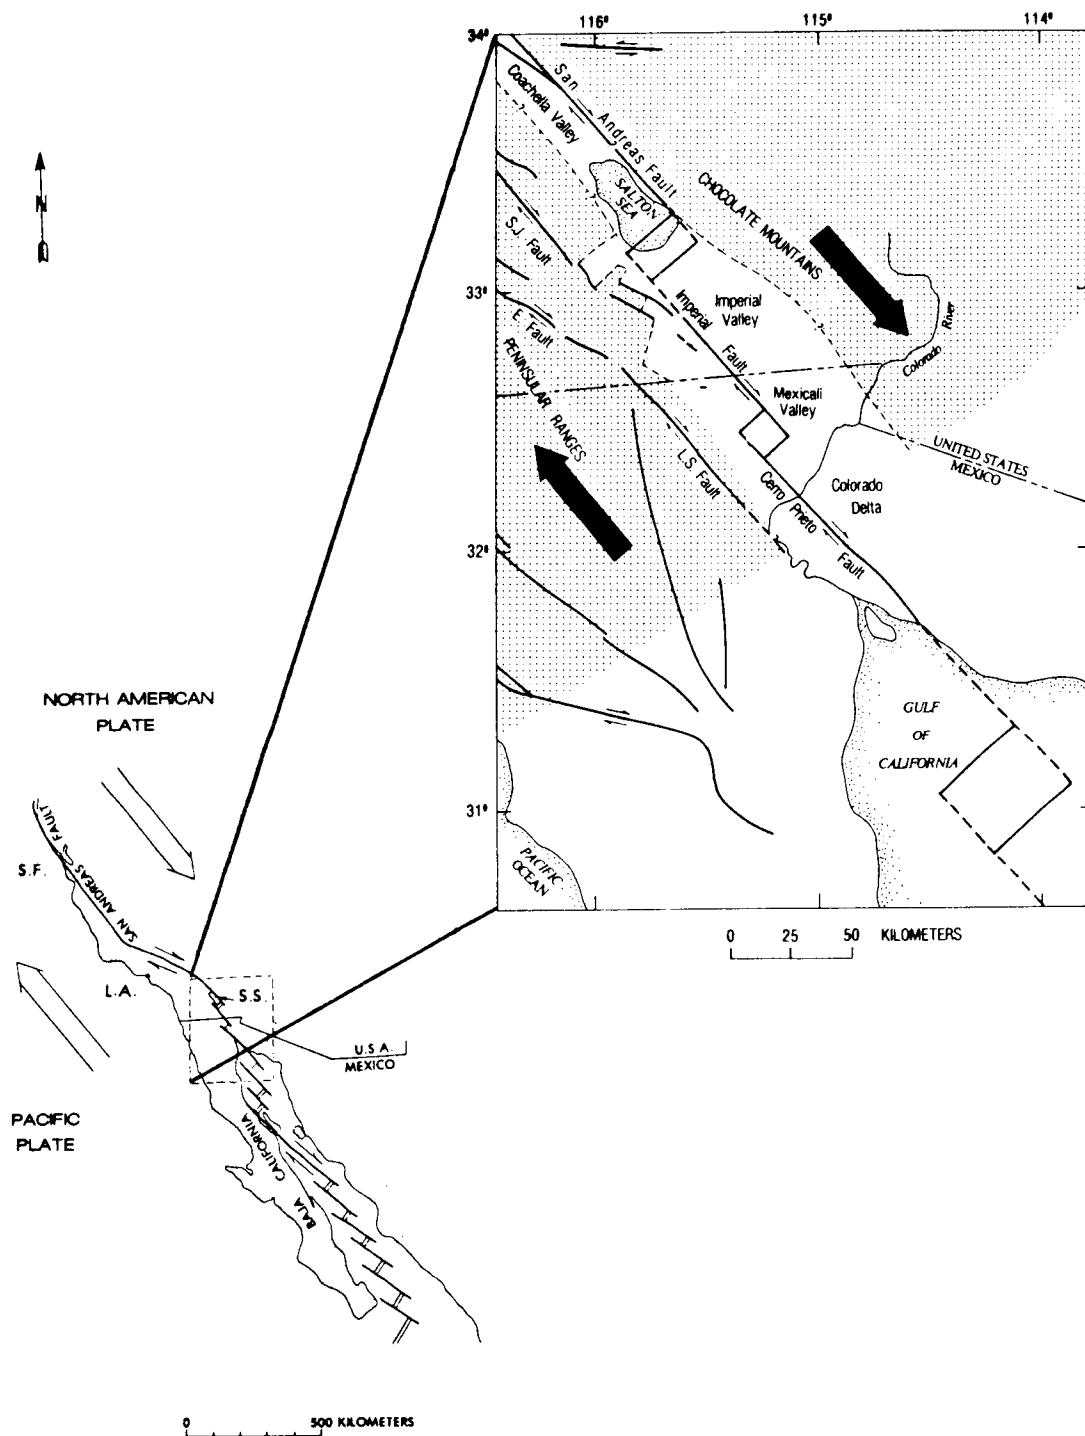 116° 115° 114°
34°
San Andreas Fault
Coachella Valley
SALTON
SEA
CHOCOLATE MOUNTAINS
N
S.J. Fault
33°
Imperial
Valley
Imperial Fault
Colorado River
E. Fault
PENINSULAR RANGES
Mexicali
Valley
UNITED STATES
MEXICO
L.S. Fault
Cerro Prieto Fault
Colorado
Delta
32°
NORTH AMERICAN
PLATE
GULF
OF
CALIFORNIA
31°
PACIFIC
OCEAN
S.F.
SAN ANDREAS FAULT
0 25 50 KILOMETERS
L.A.
S.S.
U.S.A.
MEXICO
PACIFIC
PLATE
BAJA CALIFORNIA
0 500 KILOMETERS